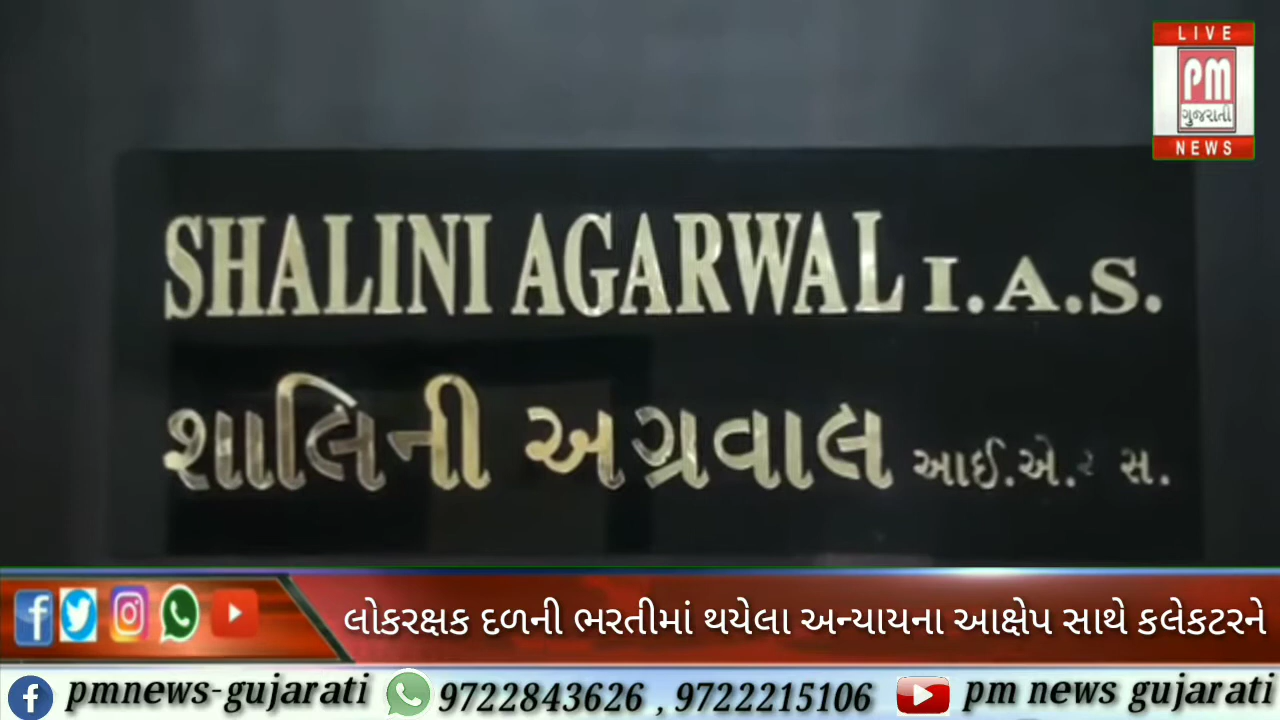 LIVE
PM
ગુજરાતી
NEWS
SHALINI AGARWAL I.A.S.
શાલિની અગ્રવાલ આઈ.એ. સ.
લોકરક્ષક દળની ભરતીમાં થયેલા અન્યાયના આક્ષેપ સાથે કલેકટરને
pmnews-gujarati 9722843626 , 9722215106 pm news gujarati